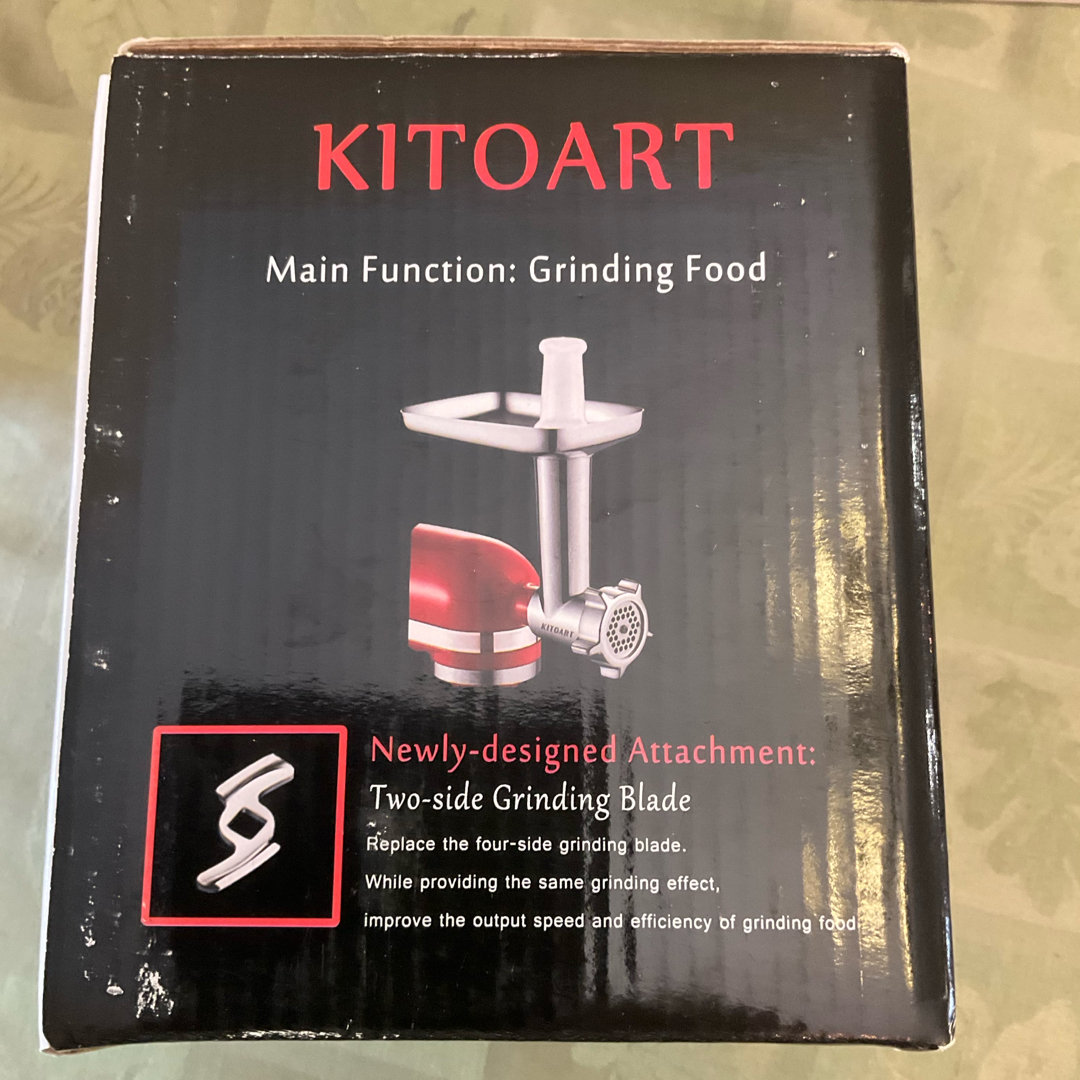 KITOART
Main Function: Grinding Food
KITOART
Newly-designed Attachment:
Two-side Grinding Blade
Replace the four-side grinding blade.
While providing the same grinding effect,
improve the output speed and efficiency of grinding food